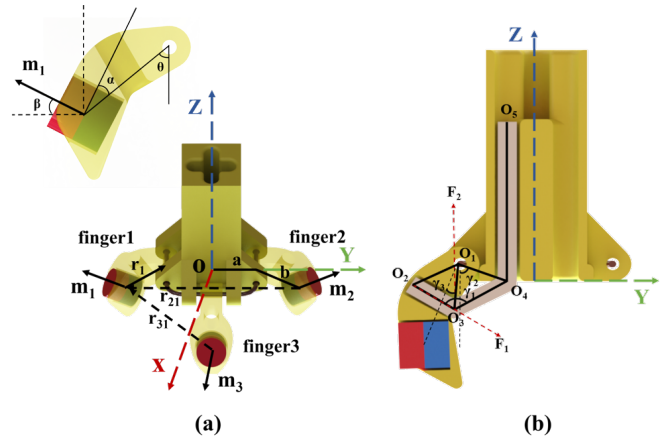 m₁
α
θ
β
Z
finger1
finger2
r₁
O
a
Y
b
m₁
r₂₁
m₂
r₃₁
finger3
X
m₃
(a)
Z
O₅
F₂
O₁
O₂
γ₃
γ₂
γ₁
O₄
Y
O₃
F₁
(b)